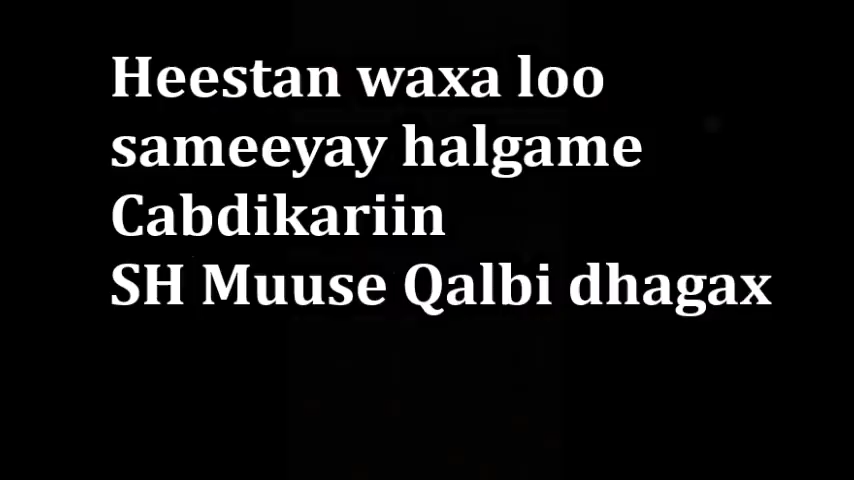 Heestan waxa loo
sameeyay halgame
Cabdikariin
SH Muuse Qalbi dhagax